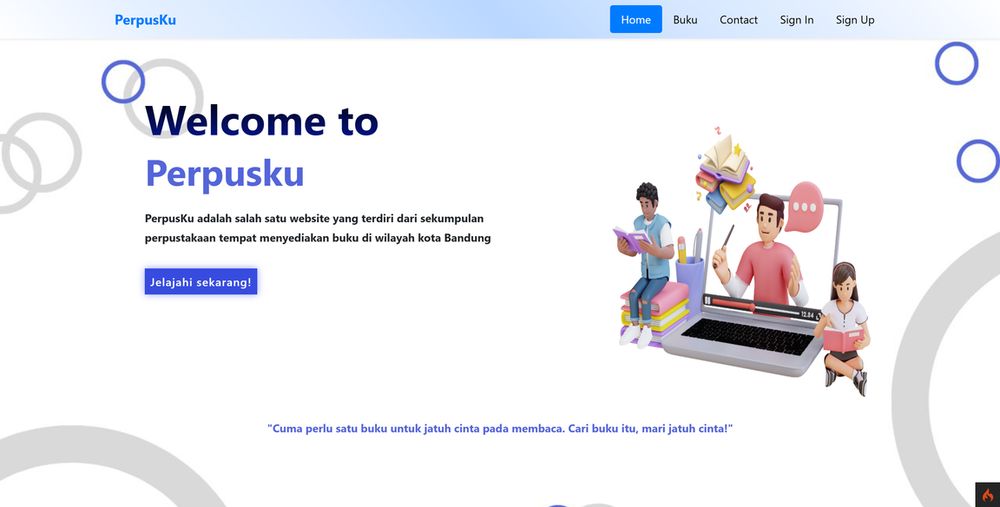 PerpusKu
Home
Buku
Contact
Sign In
Sign Up
Welcome to
Perpusku
PerpusKu adalah salah satu website yang terdiri dari sekumpulan
perpustakaan tempat menyediakan buku di wilayah kota Bandung
Jelajahi sekarang!
12.84
"Cuma perlu satu buku untuk jatuh cinta pada membaca. Cari buku itu, mari jatuh cinta!"